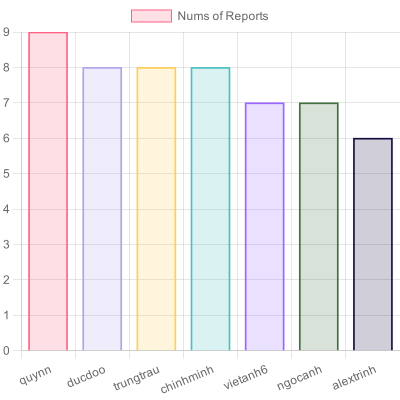 Nums of Reports
9
8
7
6
5
4
3
2
1
0
quynn
ducdoo
trungtrau
chinhminh
vietanh6
ngocanh
alextrinh